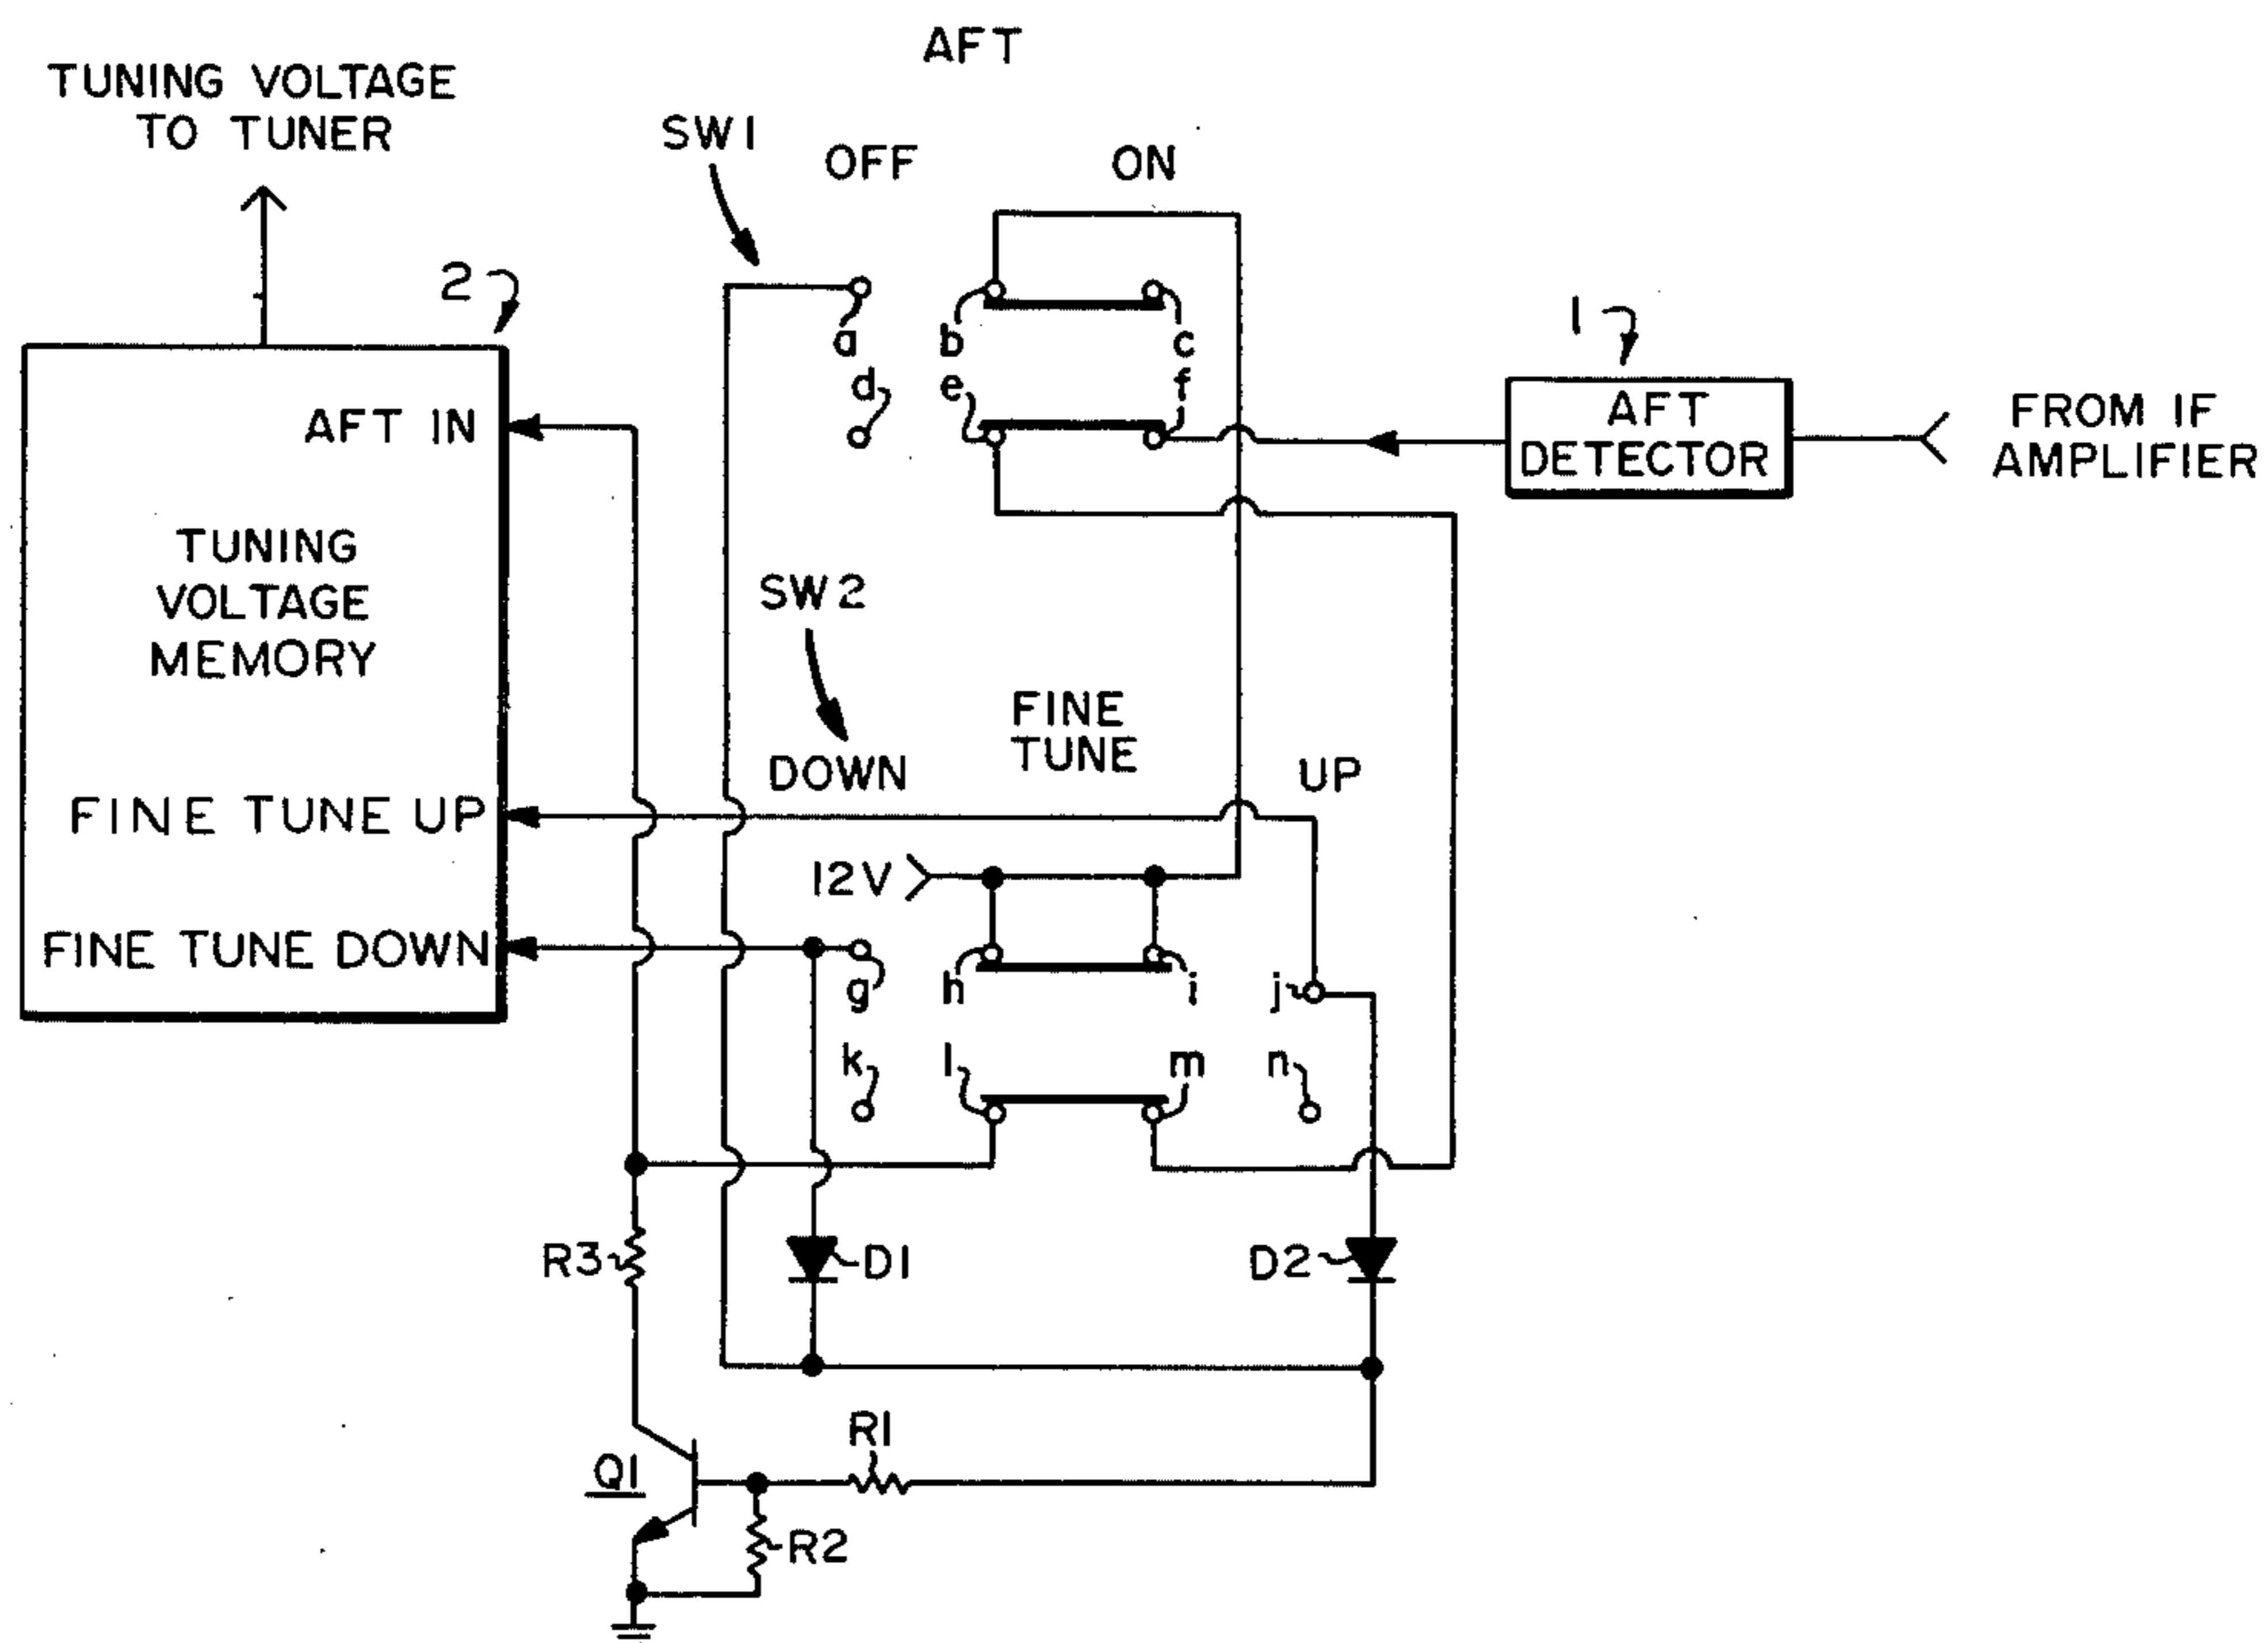 AFT
TUNING VOLTAGE
TO TUNER
SW1
OFF
ON
2
a
b
c
d
e
f
1
AFT
DETECTOR
FROM IF
AMPLIFIER
AFT IN
TUNING
VOLTAGE
MEMORY
SW2
FINE
TUNE
DOWN
UP
FINE TUNE UP
12V
FINE TUNE DOWN
g
h
i
j
k
l
m
n
R3
D1
D2
R1
Q1
R2